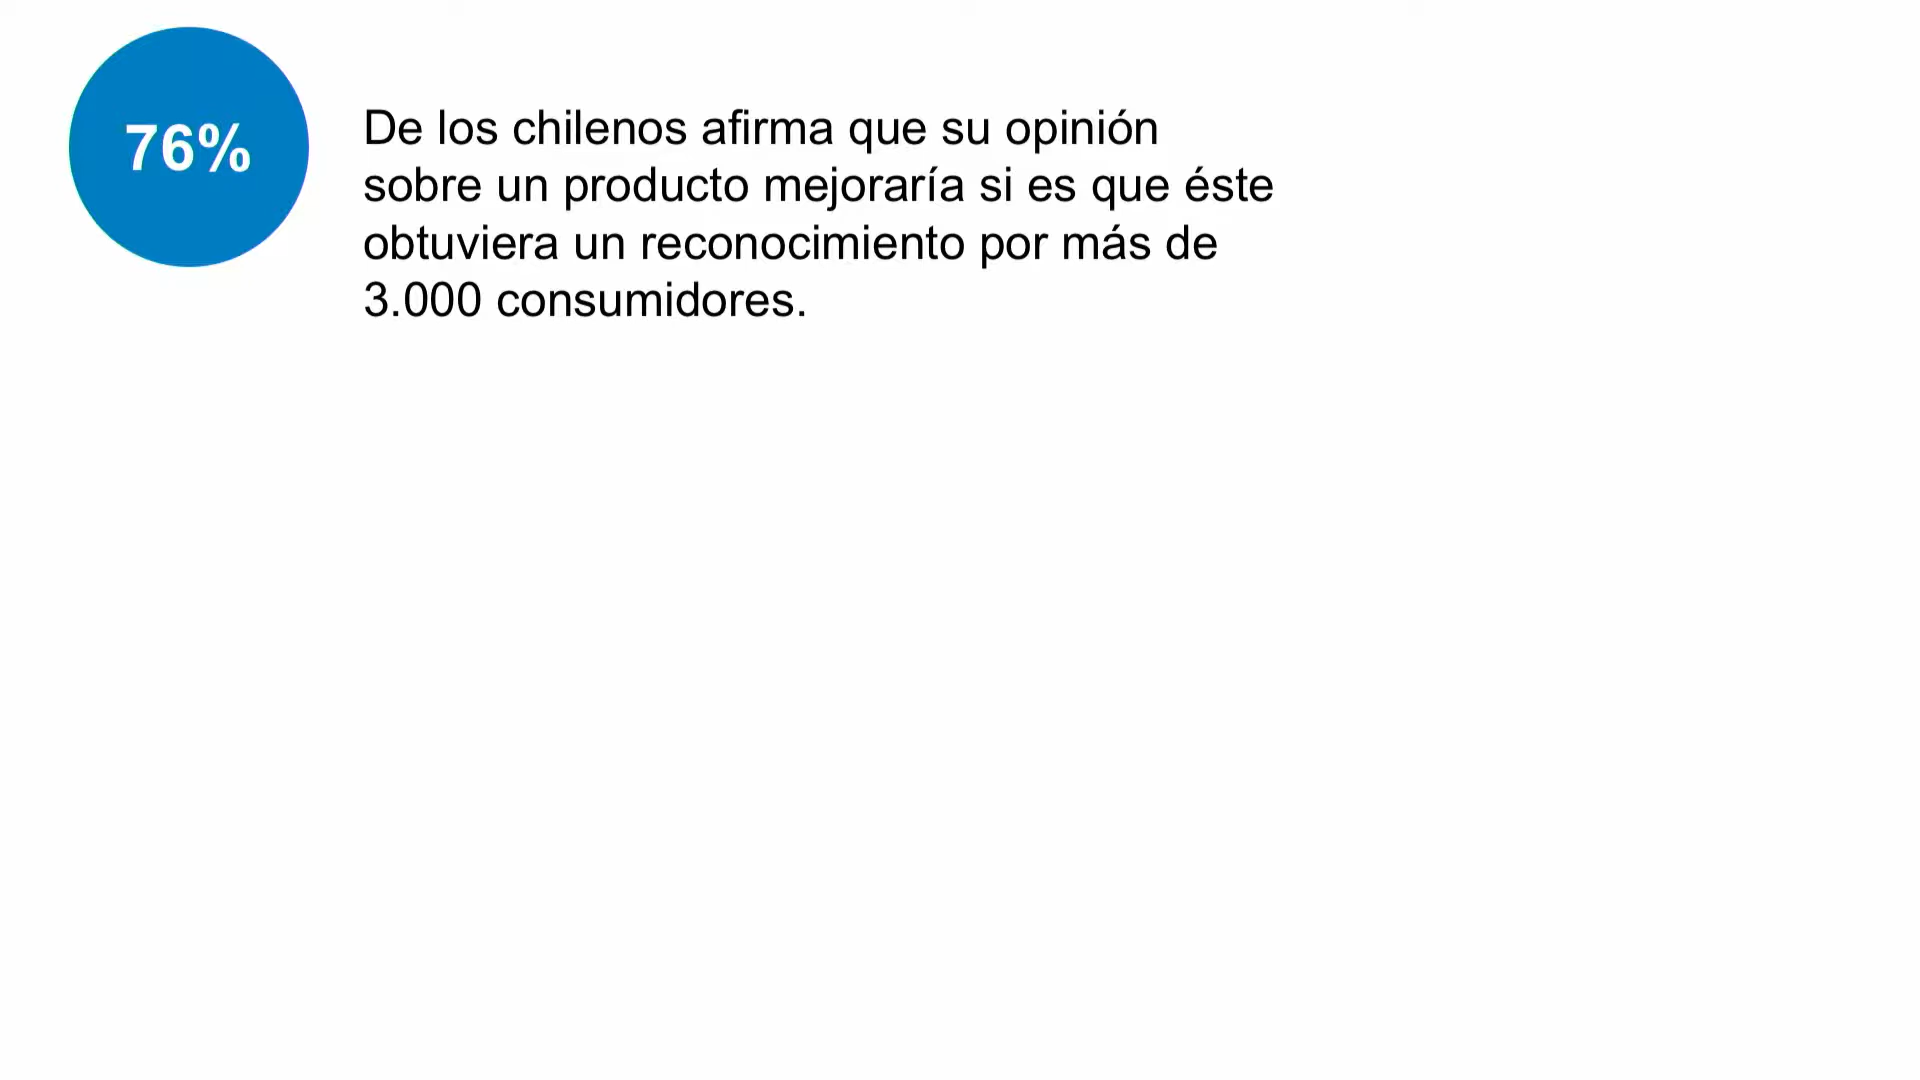 76%
De los chilenos afirma que su opinión
sobre un producto mejoraría si es que éste
obtuviera un reconocimiento por más de
3.000 consumidores.